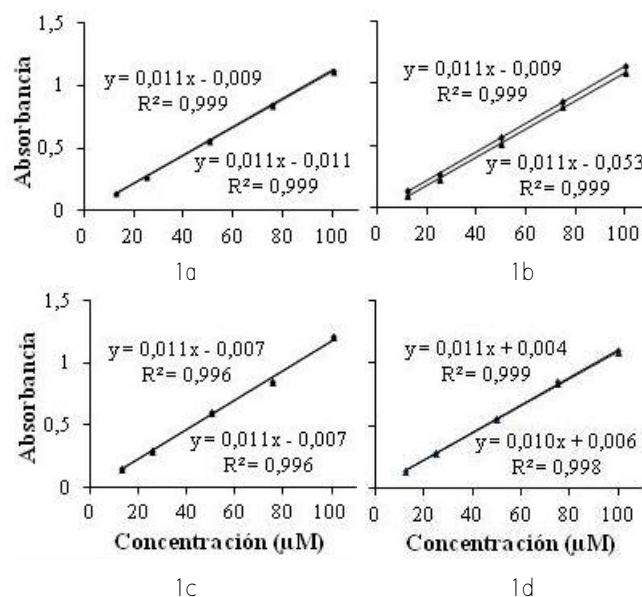 1,5
1
0,5
0
Absorbancia
y = 0,011x - 0,009
R² = 0,999
y = 0,011x - 0,011
R² = 0,999
0 20 40 60 80 100
1a
y = 0,011x - 0,009
R² = 0,999
y = 0,011x - 0,053
R² = 0,999
0 20 40 60 80 100
1b
1,5
1
0,5
0
Absorbancia
y = 0,011x - 0,007
R² = 0,996
y = 0,011x - 0,007
R² = 0,996
0 20 40 60 80 100
Concentración (µM)
1c
y = 0,011x + 0,004
R² = 0,999
y = 0,010x + 0,006
R² = 0,998
0 20 40 60 80 100
Concentración (µM)
1d